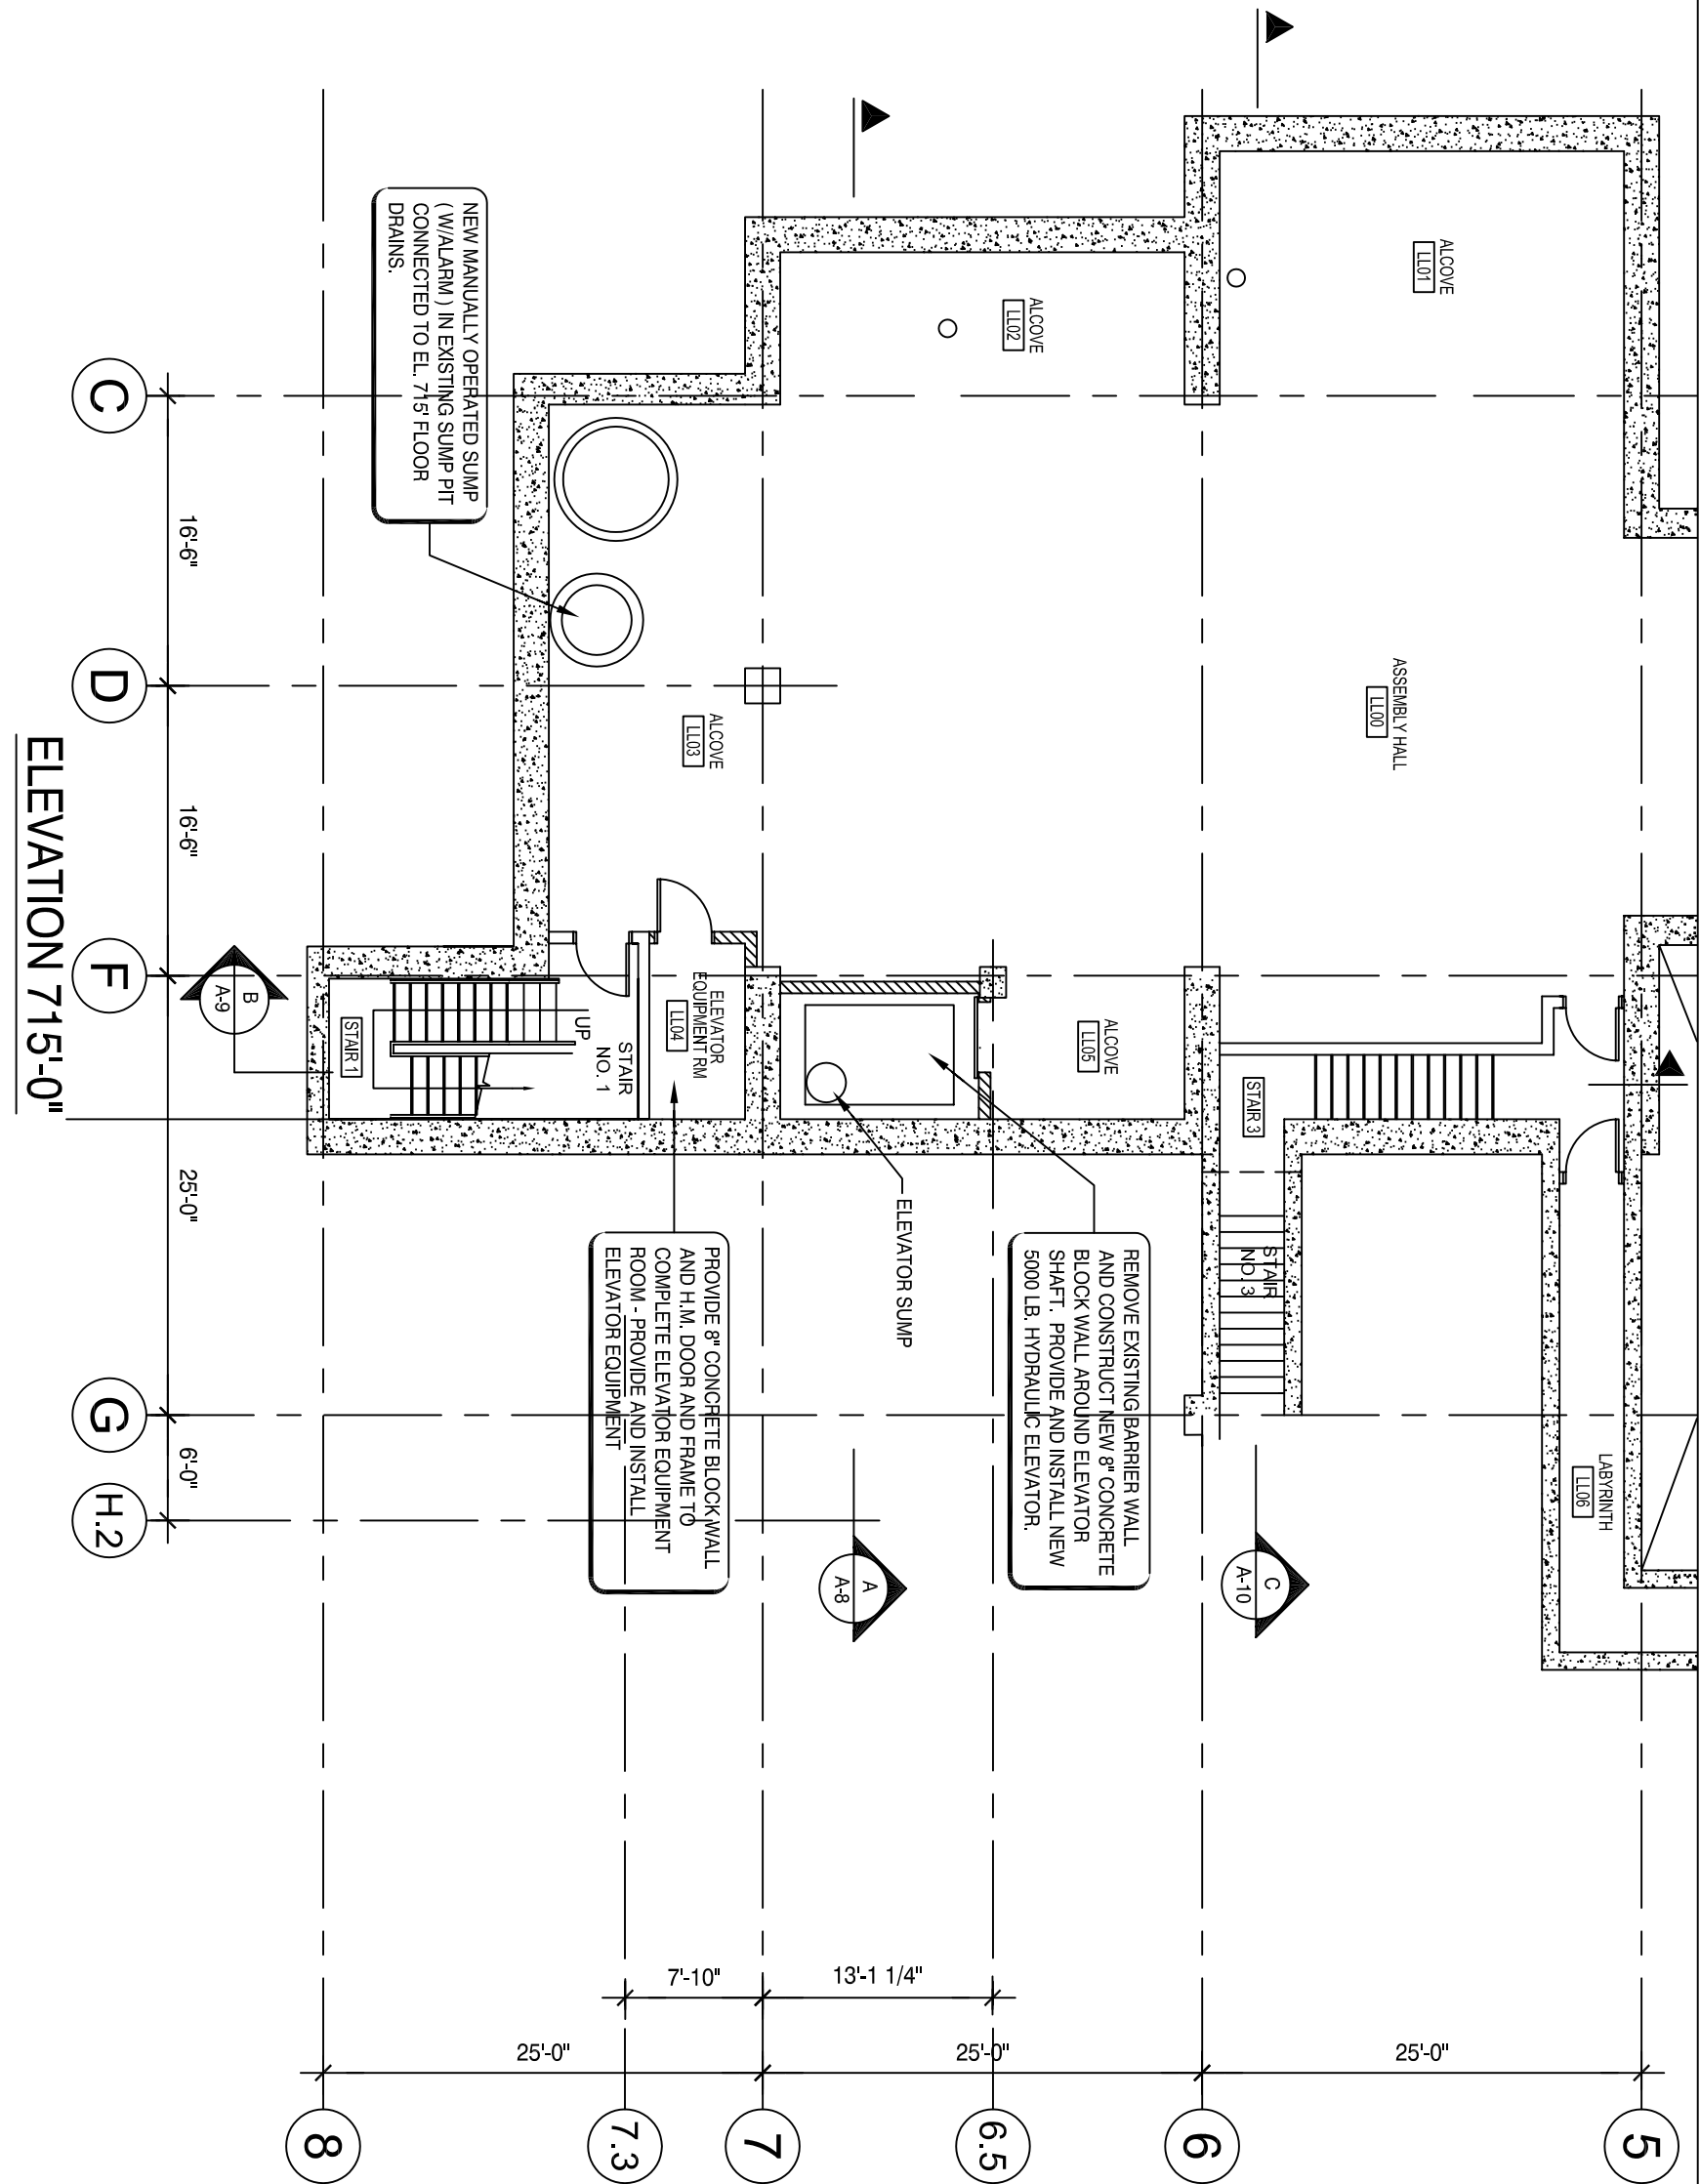 ALCOVE
LL01
ALCOVE
LL02
NEW MANUALLY OPERATED SUMP
( W/ALARM ) IN EXISTING SUMP PIT
CONNECTED TO EL. 715' FLOOR
DRAINS.
ASSEMBLY HALL
LL00
ALCOVE
LL03
ELEVATOR
EQUIPMENT RM
LL04
ALCOVE
LL05
STAIR 3
STAIR
NO. 3
STAIR
NO. 1
UP
STAIR 1
LABYRINTH
LL06
ELEVATOR SUMP
REMOVE EXISTING BARRIER WALL
AND CONSTRUCT NEW 8" CONCRETE
BLOCK WALL AROUND ELEVATOR
SHAFT. PROVIDE AND INSTALL NEW
5000 LB. HYDRAULIC ELEVATOR.
PROVIDE 8" CONCRETE BLOCK WALL
AND H.M. DOOR AND FRAME TO
COMPLETE ELEVATOR EQUIPMENT
ROOM - PROVIDE AND INSTALL
ELEVATOR EQUIPMENT
B
A-9
A
A-8
C
A-10
C
D
F
G
H.2
16'-6"
16'-6"
25'-0"
6'-0"
7'-10"
13'-1 1/4"
25'-0"
25'-0"
25'-0"
8
7.3
7
6.5
6
5
ELEVATION 715'-0"